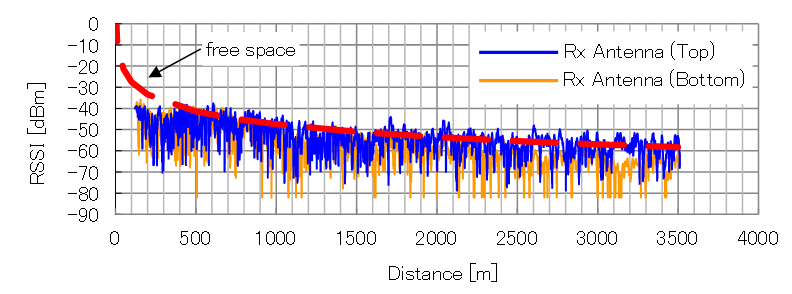 0
-10
-20
-30
-40
-50
-60
-70
-80
-90
RSSI [dBm]
free space
Rx Antenna (Top)
Rx Antenna (Bottom)
0 500 1000 1500 2000 2500 3000 3500 4000
Distance [m]